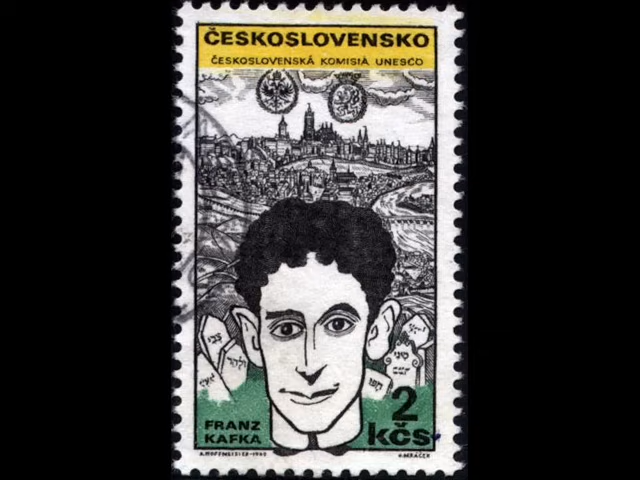 ČESKOSLOVENSKO
ČESKOSLOVENSKÁ KOMISIA UNESCO
FRANZ
KAFKA
2
kčs